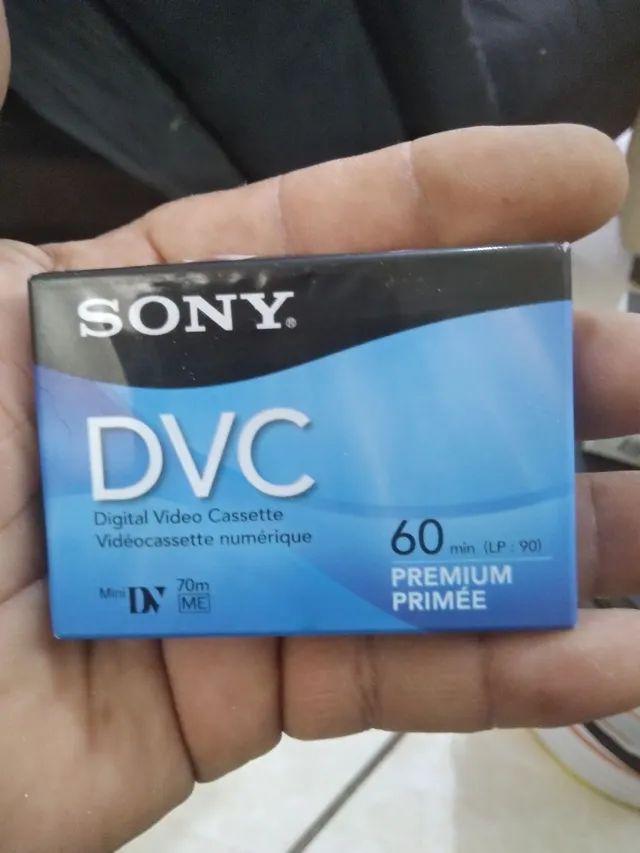 SONY®
DVC
Digital Video Cassette
Vidéocassette numérique
60 min (LP : 90)
PREMIUM
PRIMÉE
Mini DV 70m
ME